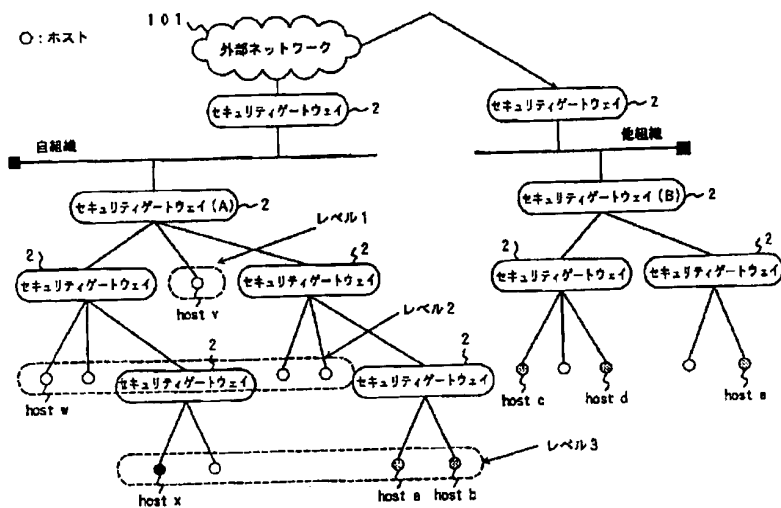 101
○:ホスト
外部ネットワーク
セキュリティゲートウェイ 2
セキュリティゲートウェイ 2
自組織
他組織
セキュリティゲートウェイ(A) 2
セキュリティゲートウェイ(B) 2
レベル1
2
セキュリティゲートウェイ
host v
2
セキュリティゲートウェイ
2
セキュリティゲートウェイ
2
セキュリティゲートウェイ
レベル2
2
セキュリティゲートウェイ
2
セキュリティゲートウェイ
host w
host c
host d
host e
レベル3
host x
host a
host b